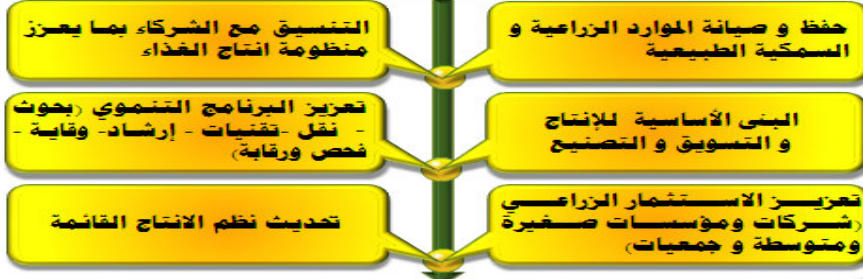 حفظ و صيانة الموارد الزراعية و
السمكية الطبيعية
التنسيق مع الشركاء بما يعزز
منظومة انتاج الغذاء
البنى الأساسية للإنتاج
و التسويق و التصنيع
تعزيز البرنامج التنموي (بحوث
- نقل -تقنيات - إرشاد- وقاية -
فحص ورقابة)
تعزيز الاستثمار الزراعي
(شركات ومؤسسات صغيرة
ومتوسطة و جمعيات)
تحديث نظم الانتاج القائمة